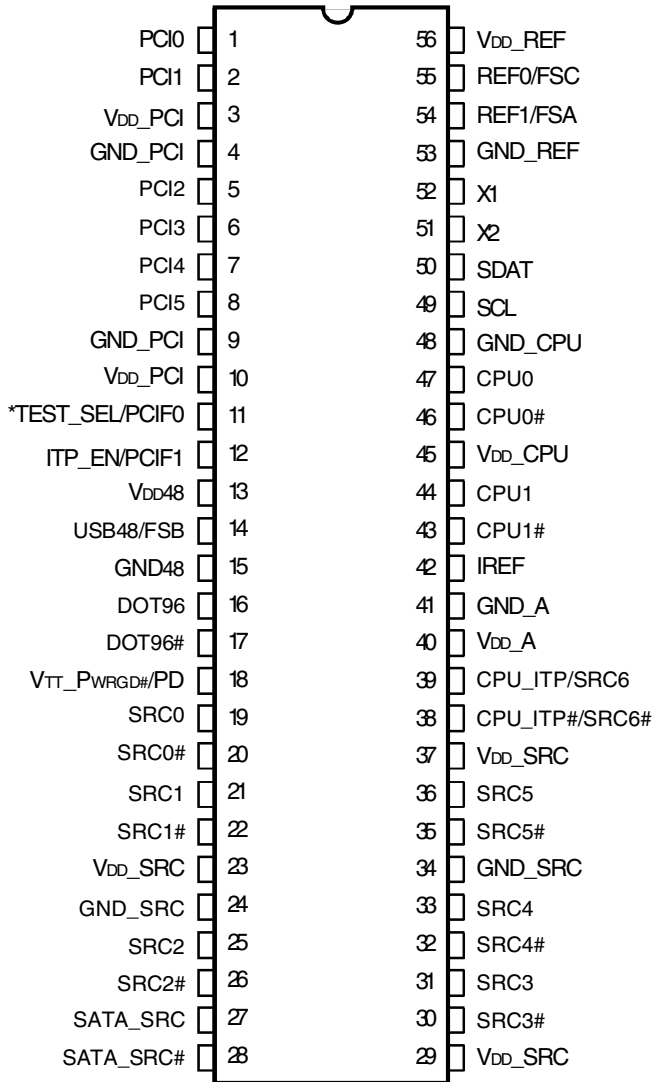 PCI0 1 56 VDD_REF
PCI1 2 55 REF0/FSC
VDD_PCI 3 54 REF1/FSA
GND_PCI 4 53 GND_REF
PCI2 5 52 X1
PCI3 6 51 X2
PCI4 7 50 SDAT
PCI5 8 49 SCL
GND_PCI 9 48 GND_CPU
VDD_PCI 10 47 CPU0
*TEST_SEL/PCIF0 11 46 CPU0#
ITP_EN/PCIF1 12 45 VDD_CPU
VDD48 13 44 CPU1
USB48/FSB 14 43 CPU1#
GND48 15 42 IREF
DOT96 16 41 GND_A
DOT96# 17 40 VDD_A
VTT_PWRGD#/PD 18 39 CPU_ITP/SRC6
SRC0 19 38 CPU_ITP#/SRC6#
SRC0# 20 37 VDD_SRC
SRC1 21 36 SRC5
SRC1# 22 35 SRC5#
VDD_SRC 23 34 GND_SRC
GND_SRC 24 33 SRC4
SRC2 25 32 SRC4#
SRC2# 26 31 SRC3
SATA_SRC 27 30 SRC3#
SATA_SRC# 28 29 VDD_SRC